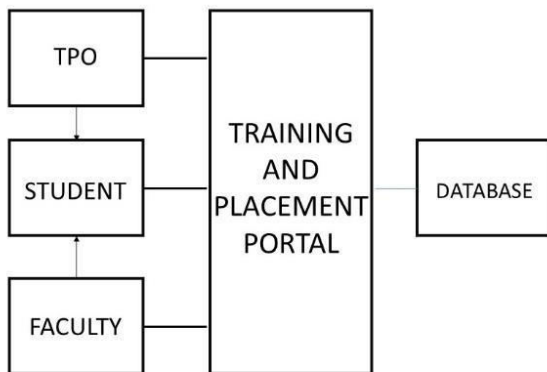 TPO
STUDENT
FACULTY
TRAINING
AND
PLACEMENT
PORTAL
DATABASE